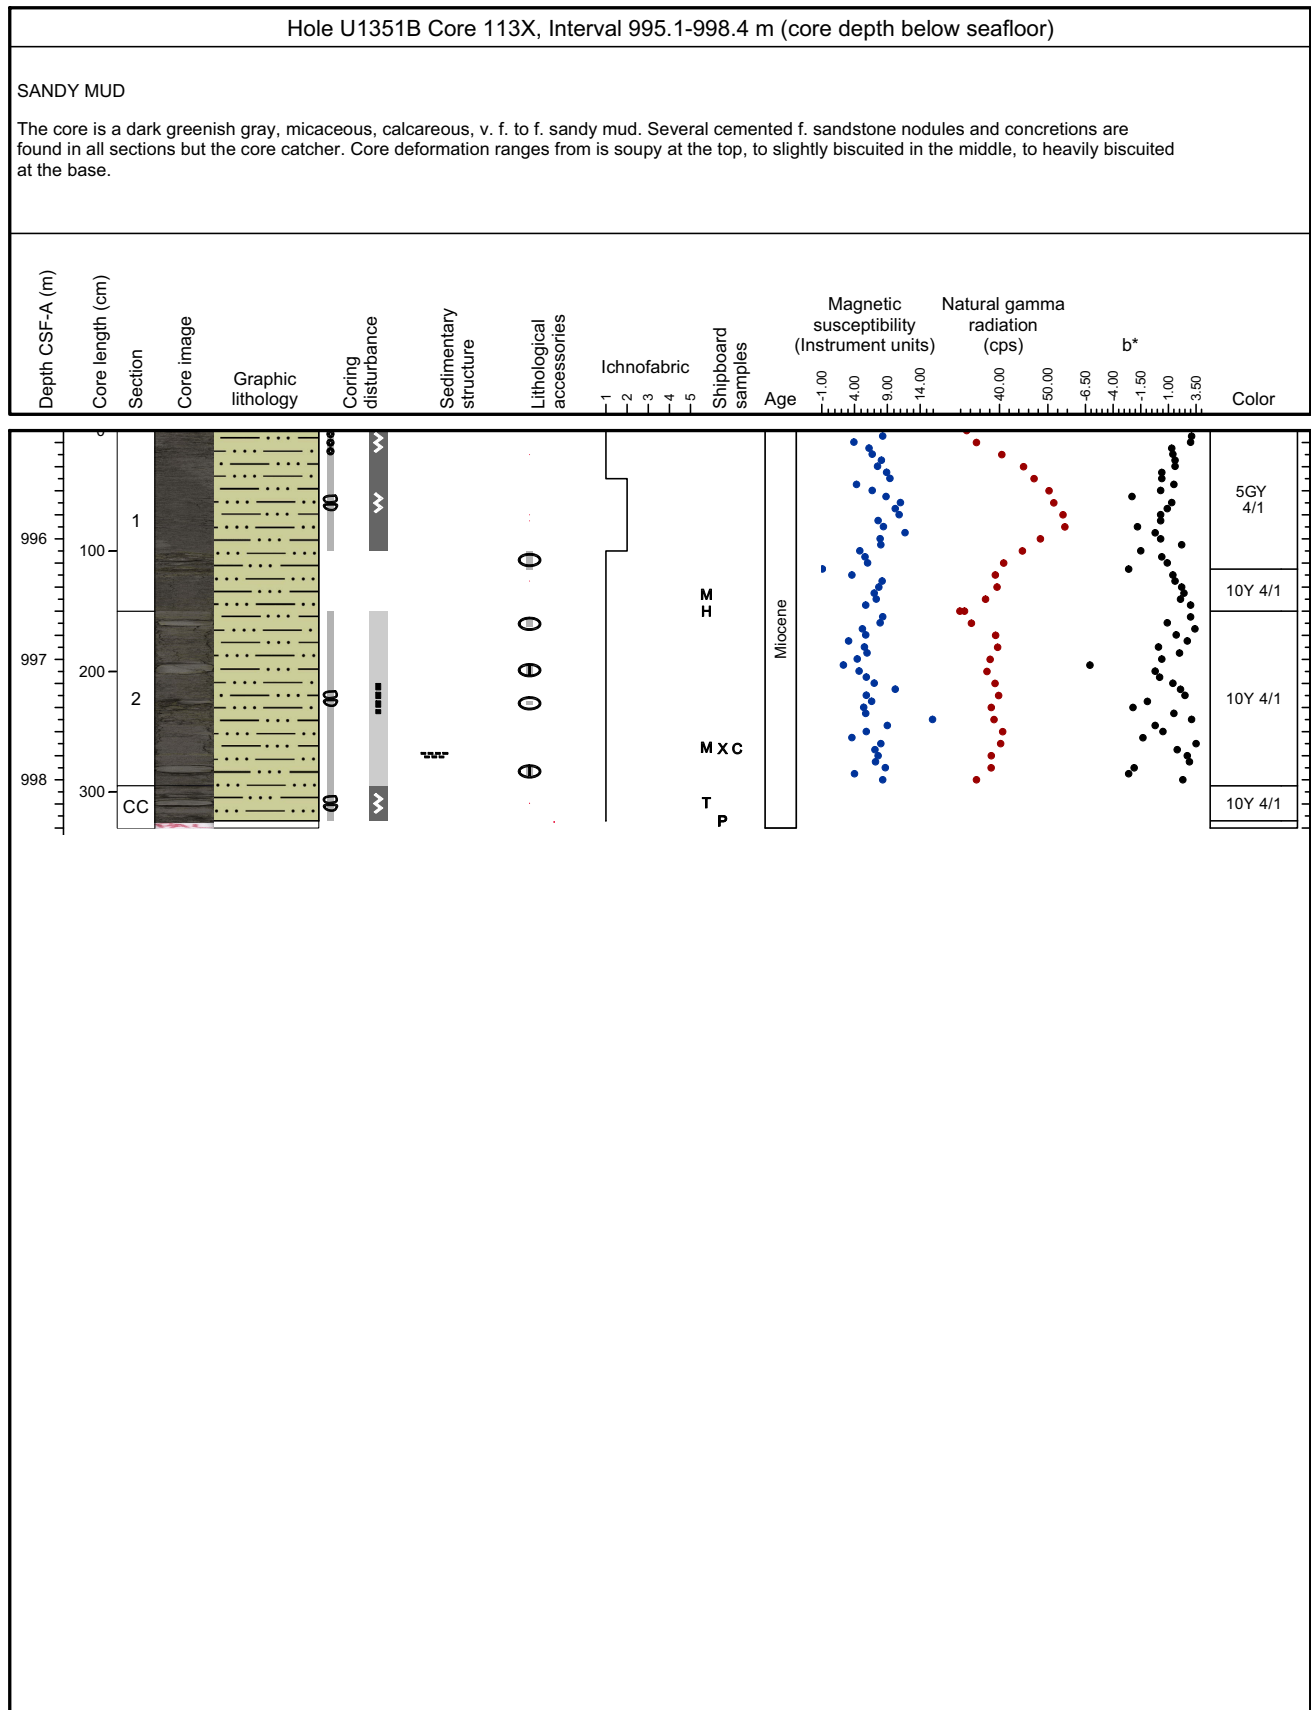 Hole U1351B Core 113X, Interval 995.1-998.4 m (core depth below seafloor)
SANDY MUD
The core is a dark greenish gray, micaceous, calcareous, v. f. to f. sandy mud. Several cemented f. sandstone nodules and concretions are
found in all sections but the core catcher. Core deformation ranges from is soupy at the top, to slightly biscuited in the middle, to heavily biscuited
at the base.
Depth CSF-A (m)
Core length (cm)
Section
Core image
Graphic
lithology
Coring
disturbance
Sedimentary
structure
Lithological
accessories
Ichnofabric
1 2 3 4 5
Shipboard
samples
Age
Magnetic
susceptibility
(Instrument units)
-1.00 4.00 9.00 14.00
Natural gamma
radiation
(cps)
40.00 50.00
b*
-6.50 -4.00 -1.50 1.00 3.50
Color
996
997
998
0
100
200
300
1
2
CC
M
H
M X C
T
P
Miocene
5GY
4/1
10Y 4/1
10Y 4/1
10Y 4/1